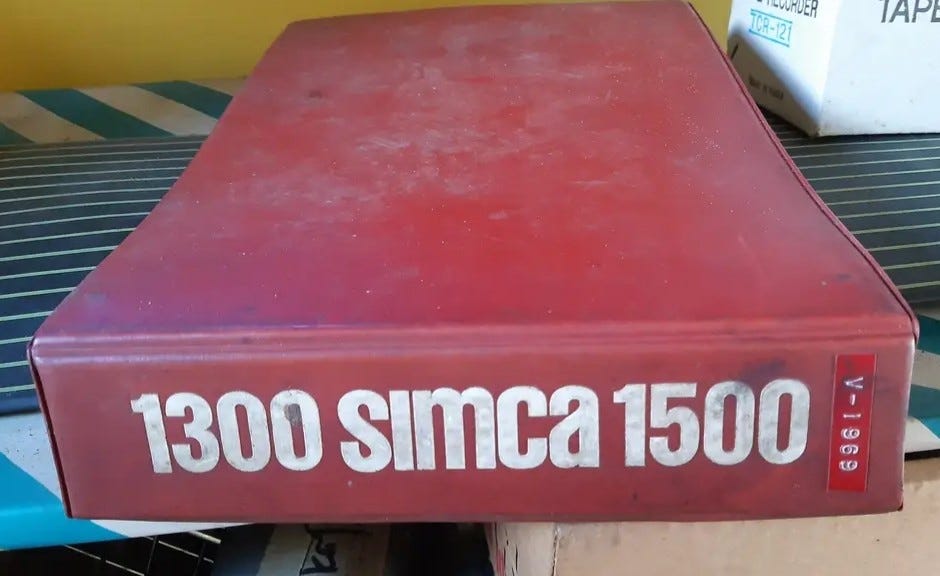 RECORDER
TCR-121
TAPE
1300 simca 1500
V-1969